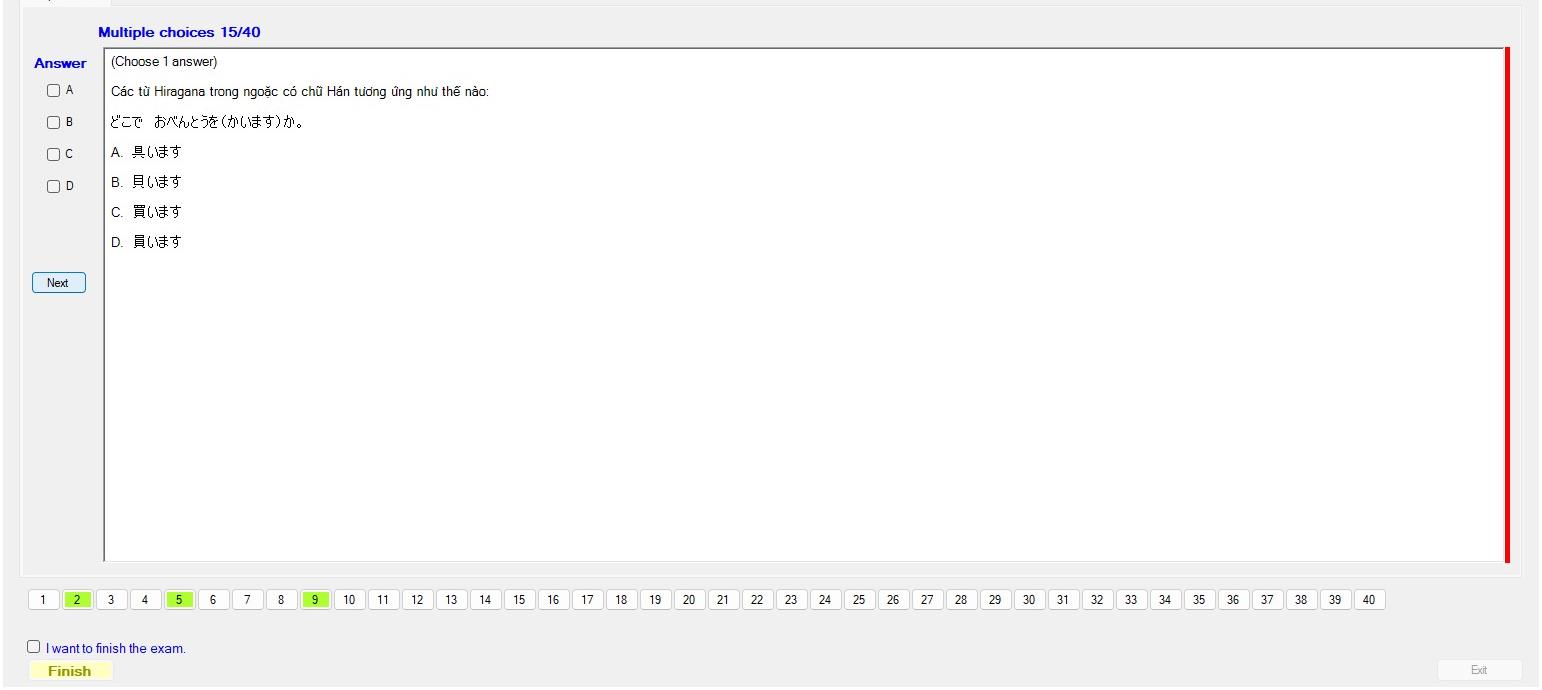 Multiple choices 15/40
Answer
(Choose 1 answer)
A
Các từ Hiragana trong ngoặc có chữ Hán tương ứng như thế nào:
B
どこで　おべんとうを(かいます)か。
C
A. 具います
D
B. 貝います
C. 買います
D. 員います
Next
1 2 3 4 5 6 7 8 9 10 11 12 13 14 15 16 17 18 19 20 21 22 23 24 25 26 27 28 29 30 31 32 33 34 35 36 37 38 39 40
I want to finish the exam.
Finish
Exit